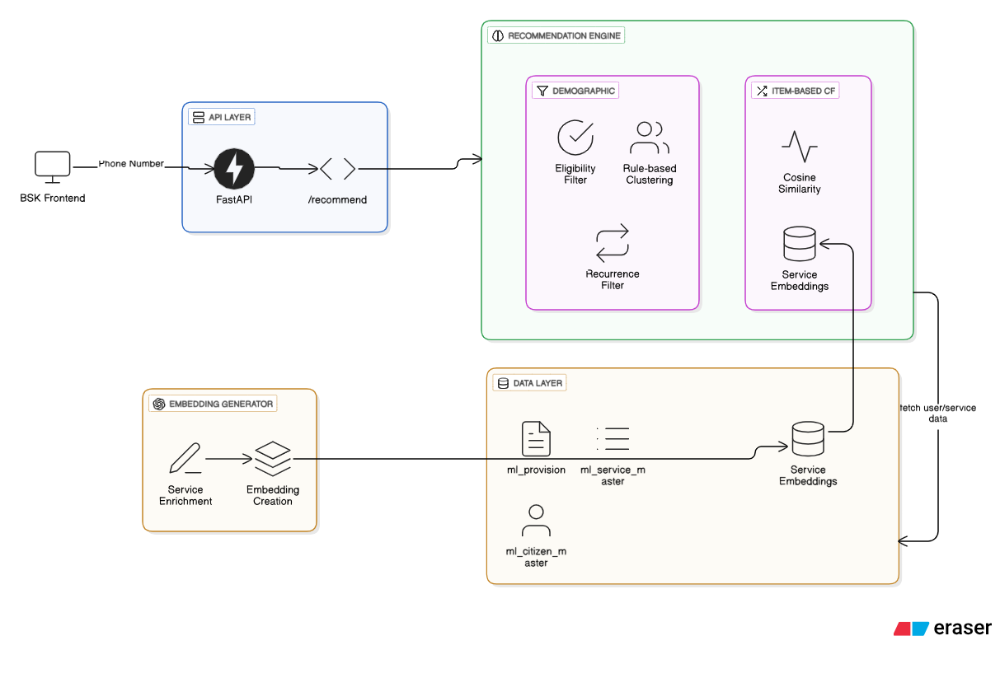 RECOMMENDATION ENGINE
DEMOGRAPHIC
ITEM-BASED CF
API LAYER
Eligibility
Filter
Rule-based
Clustering
Cosine
Similarity
Phone Number
BSK Frontend
FastAPI
/recommend
Recurrence
Filter
Service
Embeddings
DATA LAYER
EMBEDDING GENERATOR
fetch user/service
data
Service
Enrichment
Embedding
Creation
ml_provision
ml_service_m
aster
Service
Embeddings
ml_citizen_m
aster
eraser